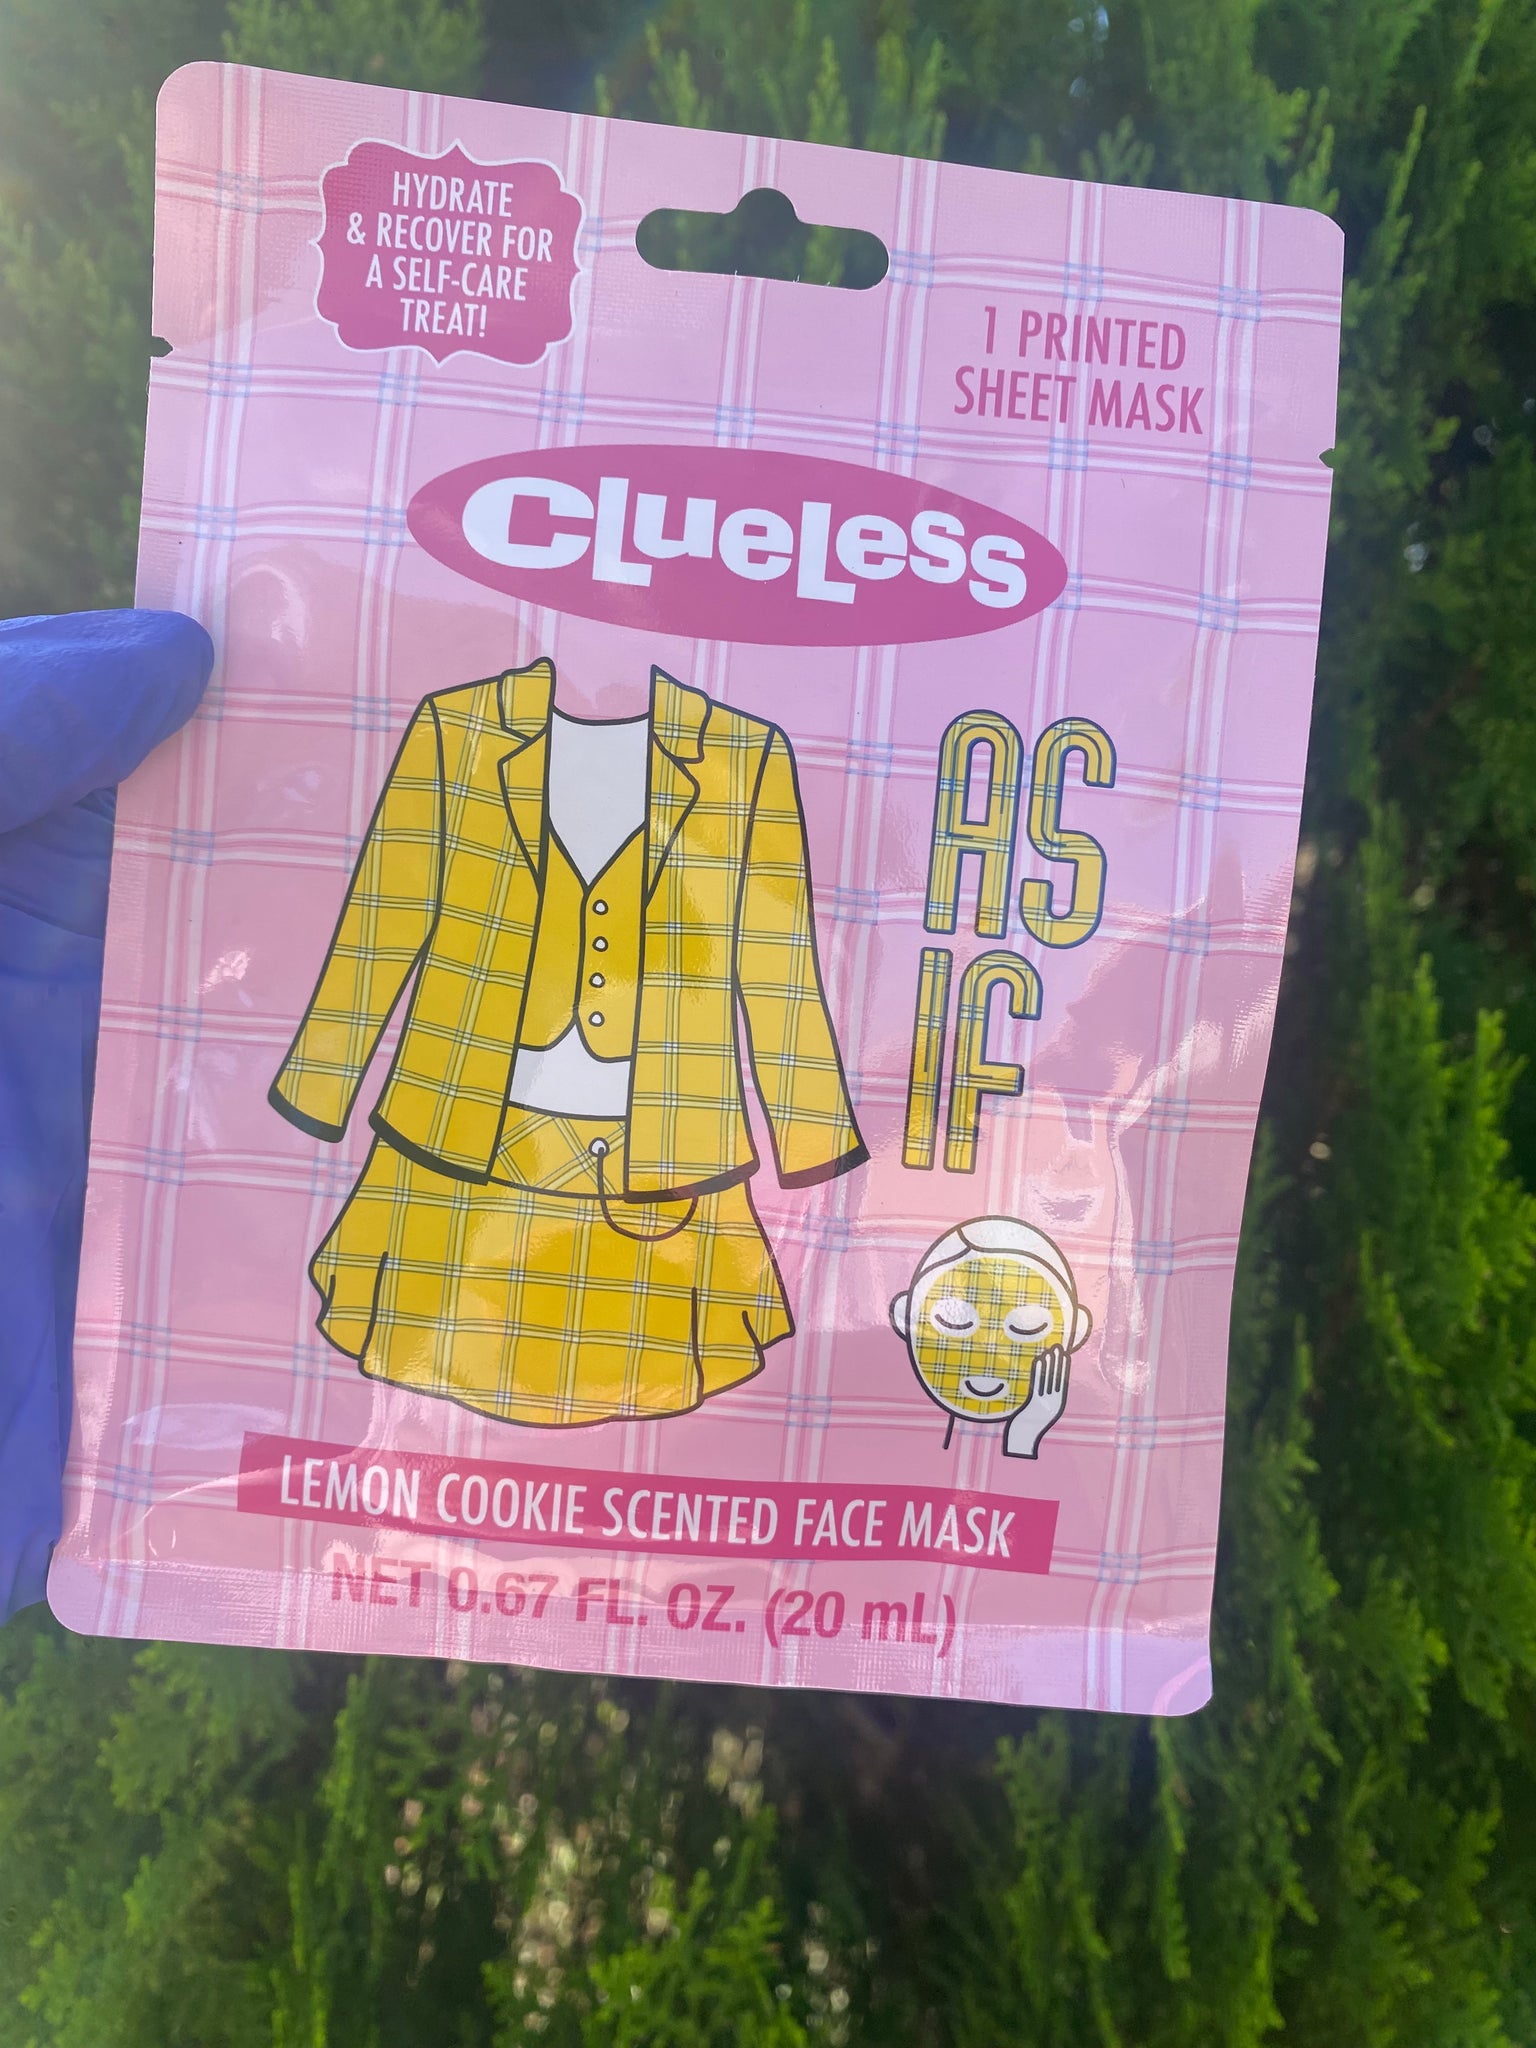 HYDRATE
& RECOVER FOR
A SELF-CARE
TREAT!
1 PRINTED
SHEET MASK
CLUELESS
AS
IF
LEMON COOKIE SCENTED FACE MASK
NET 0.67 FL. OZ. (20 mL)